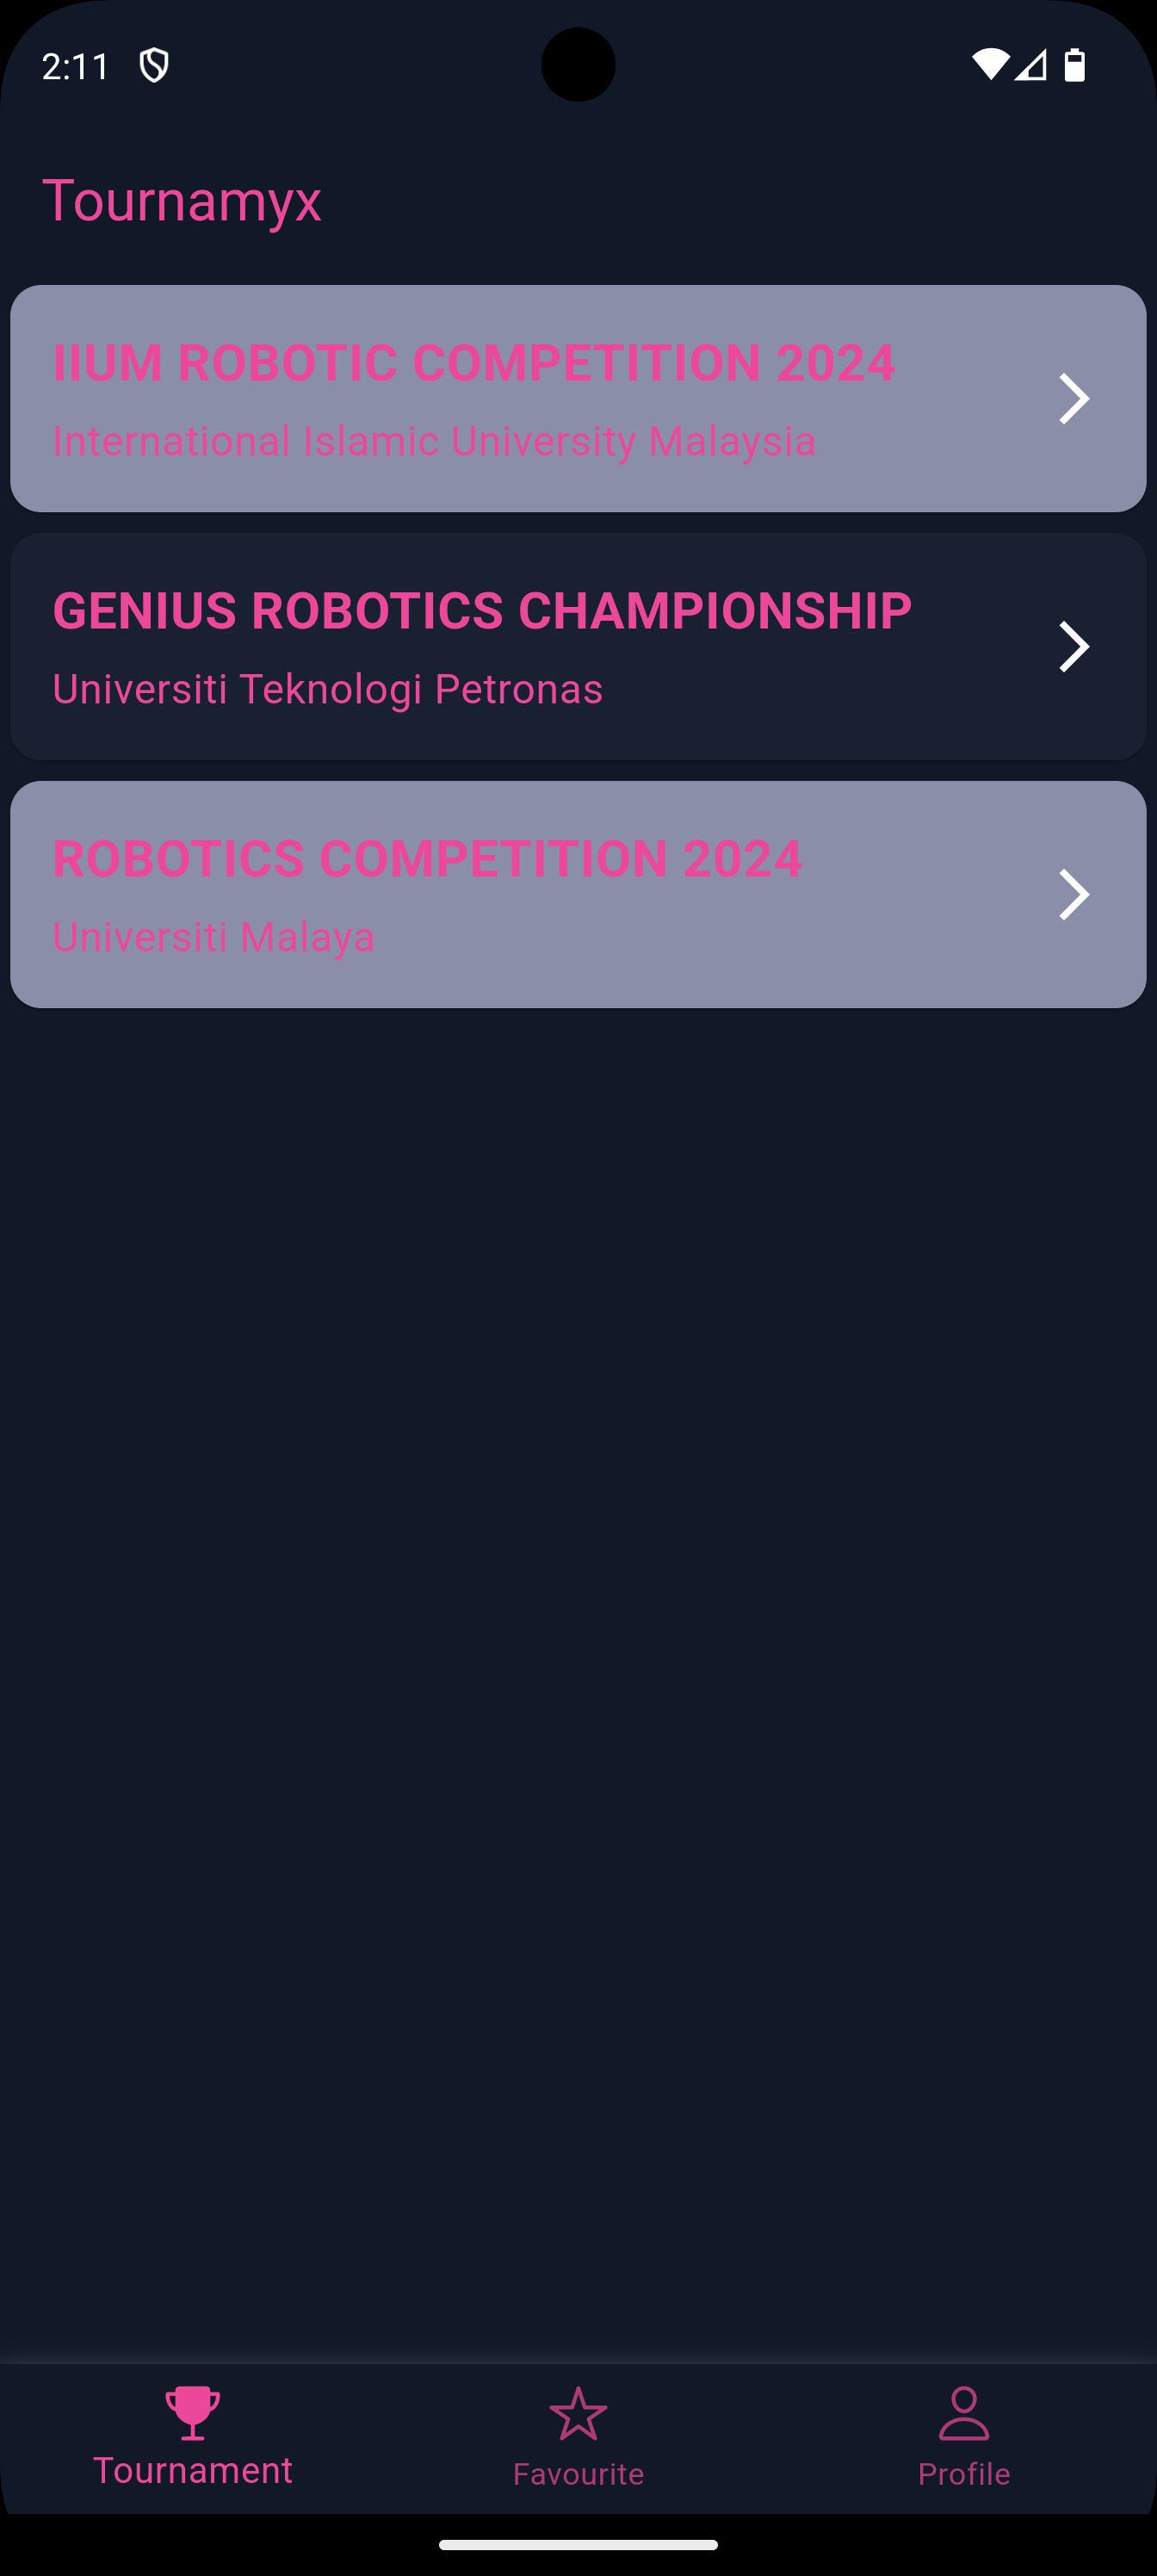 2:11
Tournamyx
IIUM ROBOTIC COMPETITION 2024
International Islamic University Malaysia
GENIUS ROBOTICS CHAMPIONSHIP
Universiti Teknologi Petronas
ROBOTICS COMPETITION 2024
Universiti Malaya
Tournament
Favourite
Profile